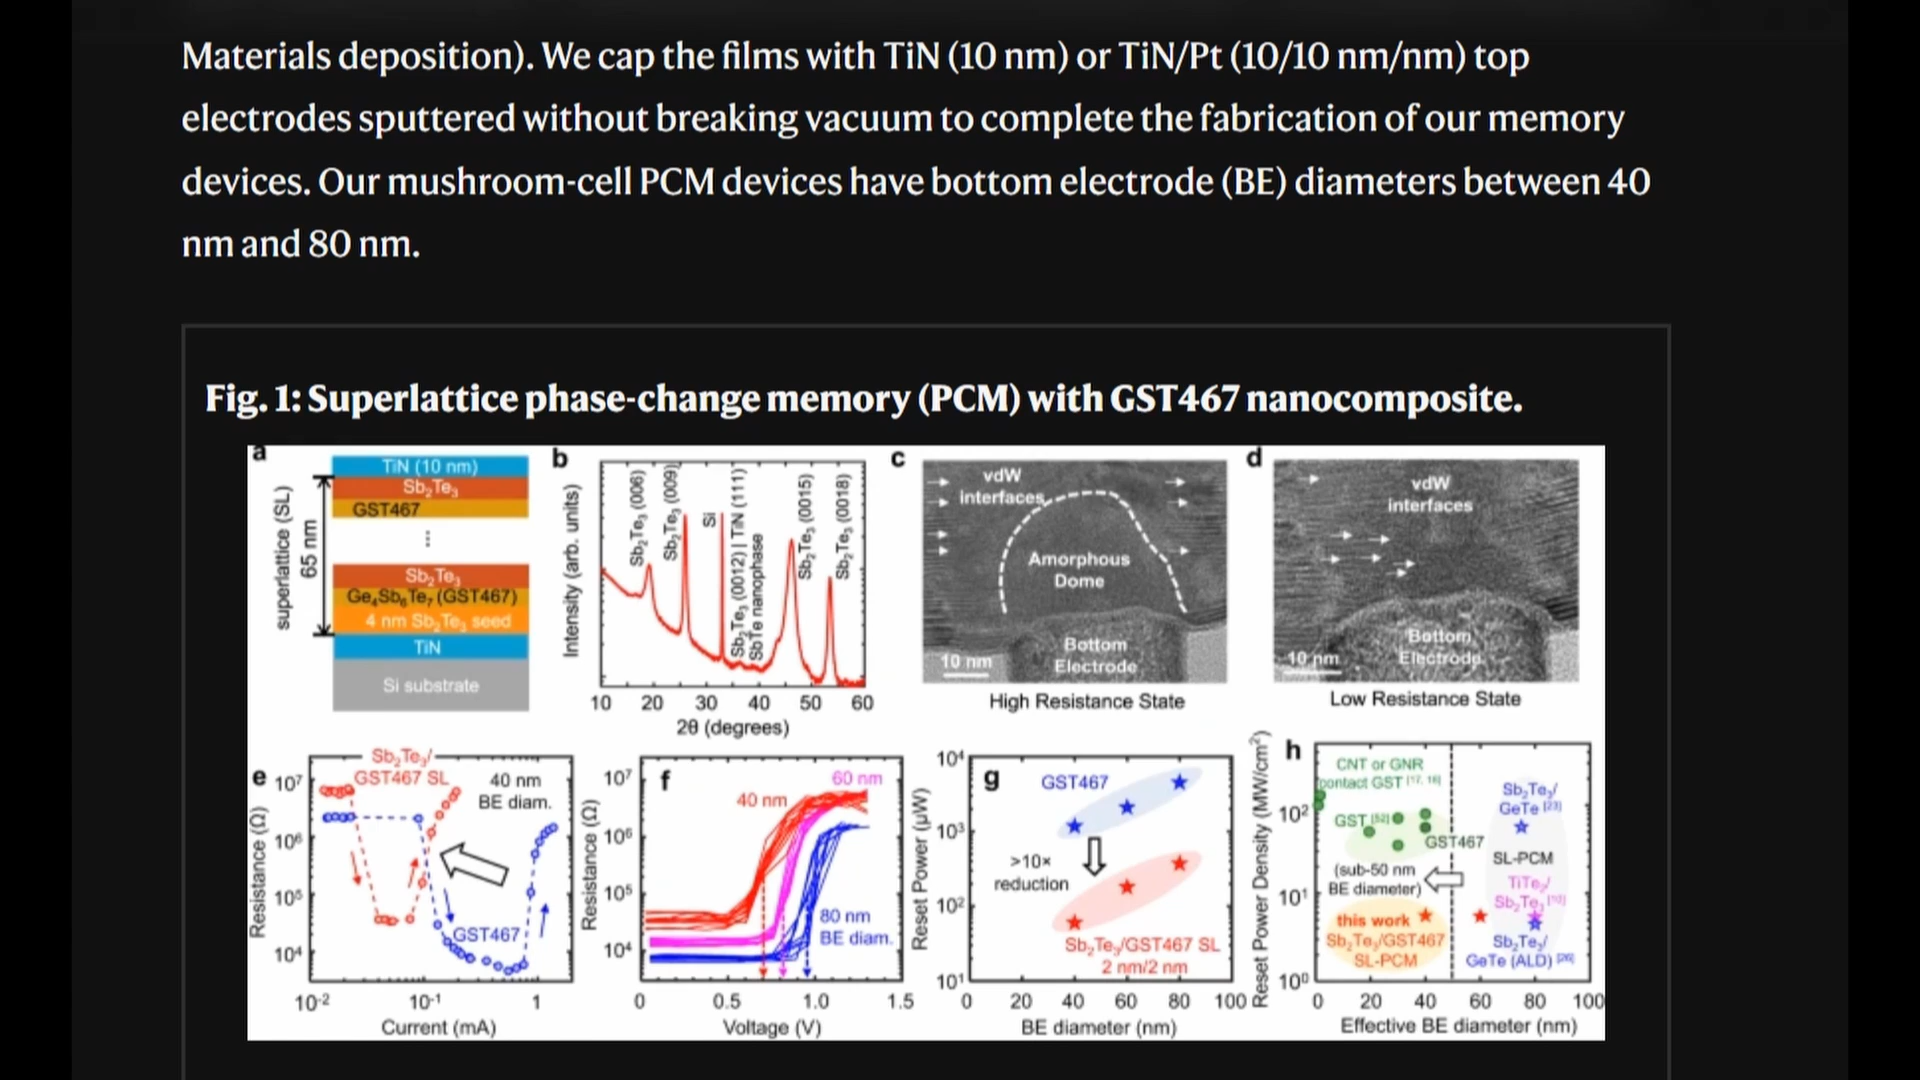 Materials deposition). We cap the films with TiN (10 nm) or TiN/Pt (10/10 nm/nm) top
electrodes sputtered without breaking vacuum to complete the fabrication of our memory
devices. Our mushroom-cell PCM devices have bottom electrode (BE) diameters between 40
nm and 80 nm.
Fig. 1: Superlattice phase-change memory (PCM) with GST467 nanocomposite.
a
TiN (10 nm)
Sb₂Te₃
GST467
⋮
Sb₂Te₃
Ge₄Sb₆Te₇ (GST467)
4 nm Sb₂Te₃ seed
TiN
Si substrate
superlattice (SL)
65 nm
b
Intensity (arb. units)
Sb₂Te₃ (006)
Sb₂Te₃ (009)
Si
Sb₂Te₃ (0012) | TiN (111)
SbTe nanophase
Sb₂Te₃ (0015)
Sb₂Te₃ (0018)
10 20 30 40 50 60
2θ (degrees)
c
vdW
interfaces
Amorphous
Dome
Bottom
Electrode
10 nm
High Resistance State
d
vdW
interfaces
Bottom
Electrode
10 nm
Low Resistance State
e
Sb₂Te₃/
GST467 SL
40 nm
BE diam.
GST467
Resistance (Ω)
10⁷
10⁶
10⁵
10⁴
10⁻² 10⁻¹ 1
Current (mA)
f
60 nm
40 nm
80 nm
BE diam.
Resistance (Ω)
10⁷
10⁶
10⁵
10⁴
0 0.5 1.0 1.5
Voltage (V)
g
GST467
>10×
reduction
Sb₂Te₃/GST467 SL
2 nm/2 nm
Reset Power (µW)
10⁴
10³
10²
10¹
0 20 40 60 80 100
BE diameter (nm)
h
CNT or GNR
contact GST [17, 18]
GST [52]
GST467
(sub-50 nm
BE diameter)
this work
Sb₂Te₃/GST467
SL-PCM
Sb₂Te₃/
GeTe [23]
SL-PCM
TiTe₂/
Sb₂Te₃
Sb₂Te₃/
GeTe (ALD)
Reset Power Density (MW/cm²)
10²
10¹
10⁰
0 20 40 60 80 100
Effective BE diameter (nm)